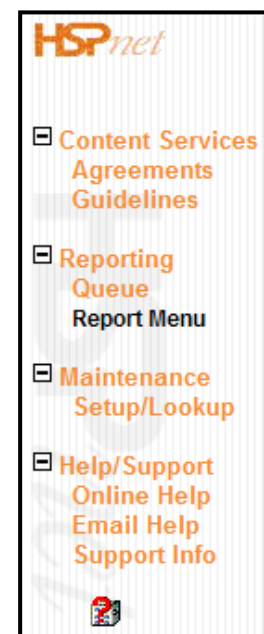 HSPnet
Content Services
Agreements
Guidelines
Reporting
Queue
Report Menu
Maintenance
Setup/Lookup
Help/Support
Online Help
Email Help
Support Info